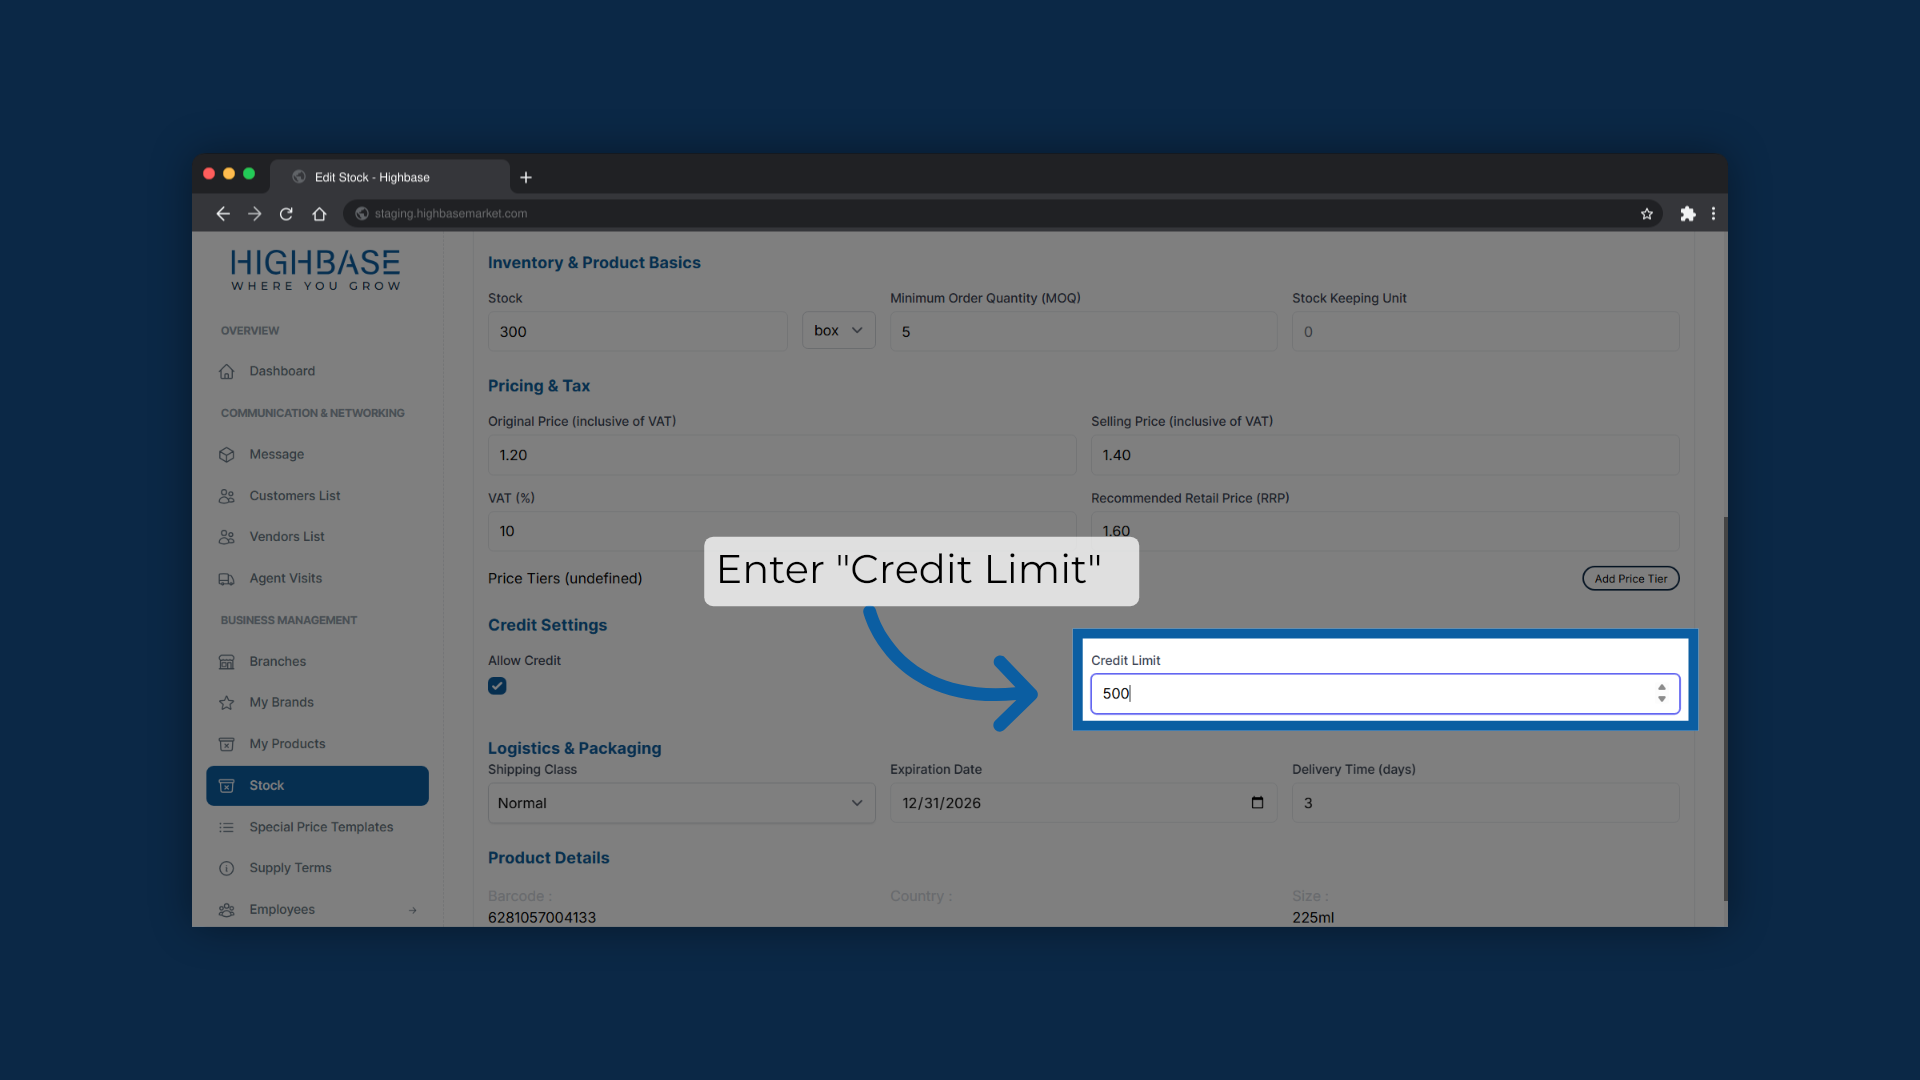 Edit Stock - Highbase
staging.highbasemarket.com
HIGHBASE
WHERE YOU GROW
OVERVIEW
Dashboard
COMMUNICATION & NETWORKING
Message
Customers List
Vendors List
Agent Visits
BUSINESS MANAGEMENT
Branches
My Brands
My Products
Stock
Special Price Templates
Supply Terms
Employees
Inventory & Product Basics
Stock
Minimum Order Quantity (MOQ)
Stock Keeping Unit
300
box
5
0
Pricing & Tax
Original Price (inclusive of VAT)
Selling Price (inclusive of VAT)
1.20
1.40
VAT (%)
Recommended Retail Price (RRP)
10
1.60
Enter "Credit Limit"
Price Tiers (undefined)
Add Price Tier
Credit Settings
Allow Credit
Credit Limit
500
Logistics & Packaging
Shipping Class
Expiration Date
Delivery Time (days)
Normal
12/31/2026
3
Product Details
Barcode :
Country :
Size :
6281057004133
225ml